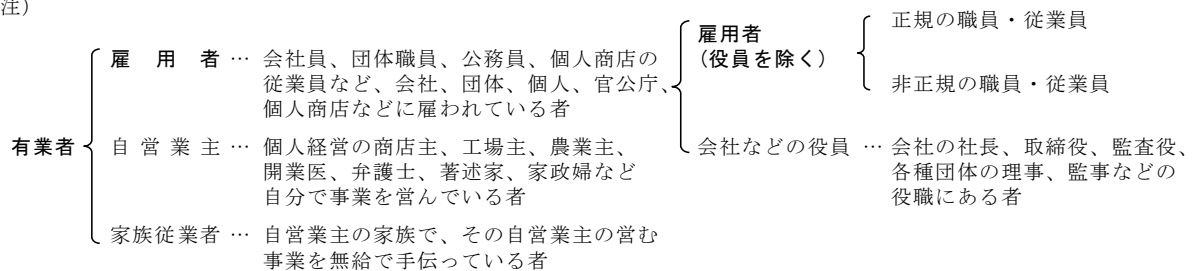 注）
有業者
雇用者 … 会社員、団体職員、公務員、個人商店の
従業員など、会社、団体、個人、官公庁、
個人商店などに雇われている者
自営業主 … 個人経営の商店主、工場主、農業主、
開業医、弁護士、著述家、家政婦など
自分で事業を営んでいる者
家族従業者 … 自営業主の家族で、その自営業主の営む
事業を無給で手伝っている者
雇用者
(役員を除く)
正規の職員・従業員
非正規の職員・従業員
会社などの役員 … 会社の社長、取締役、監査役、
各種団体の理事、監事などの
役職にある者